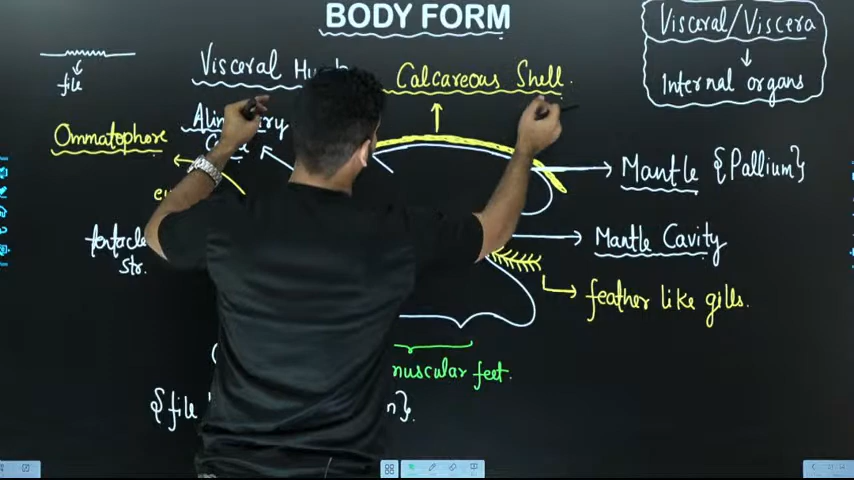 BODY FORM
Visceral/Viscera
Internal organs
file
Visceral
Calcareous Shell.
Ommatophore
Mantle {Pallium}
tentacle
str.
Mantle Cavity
feather like gills.
muscular feet.
{file